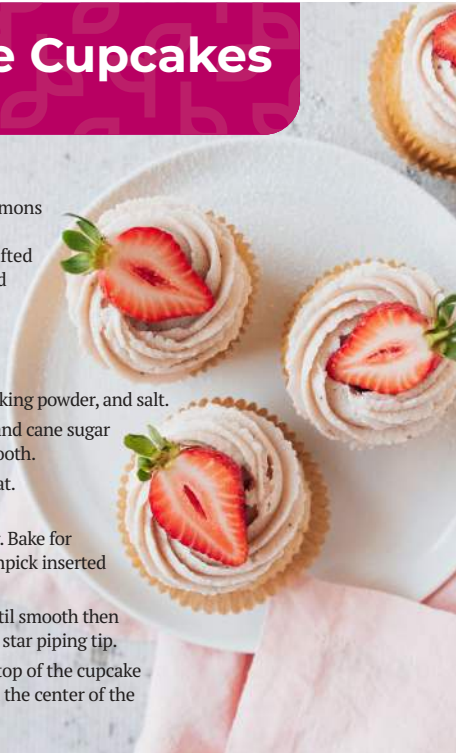 e Cupcakes
mons
fted
d
king powder, and salt.
nd cane sugar
ooth.
at.
. Bake for
hpick inserted
til smooth then
star piping tip.
top of the cupcake
the center of the